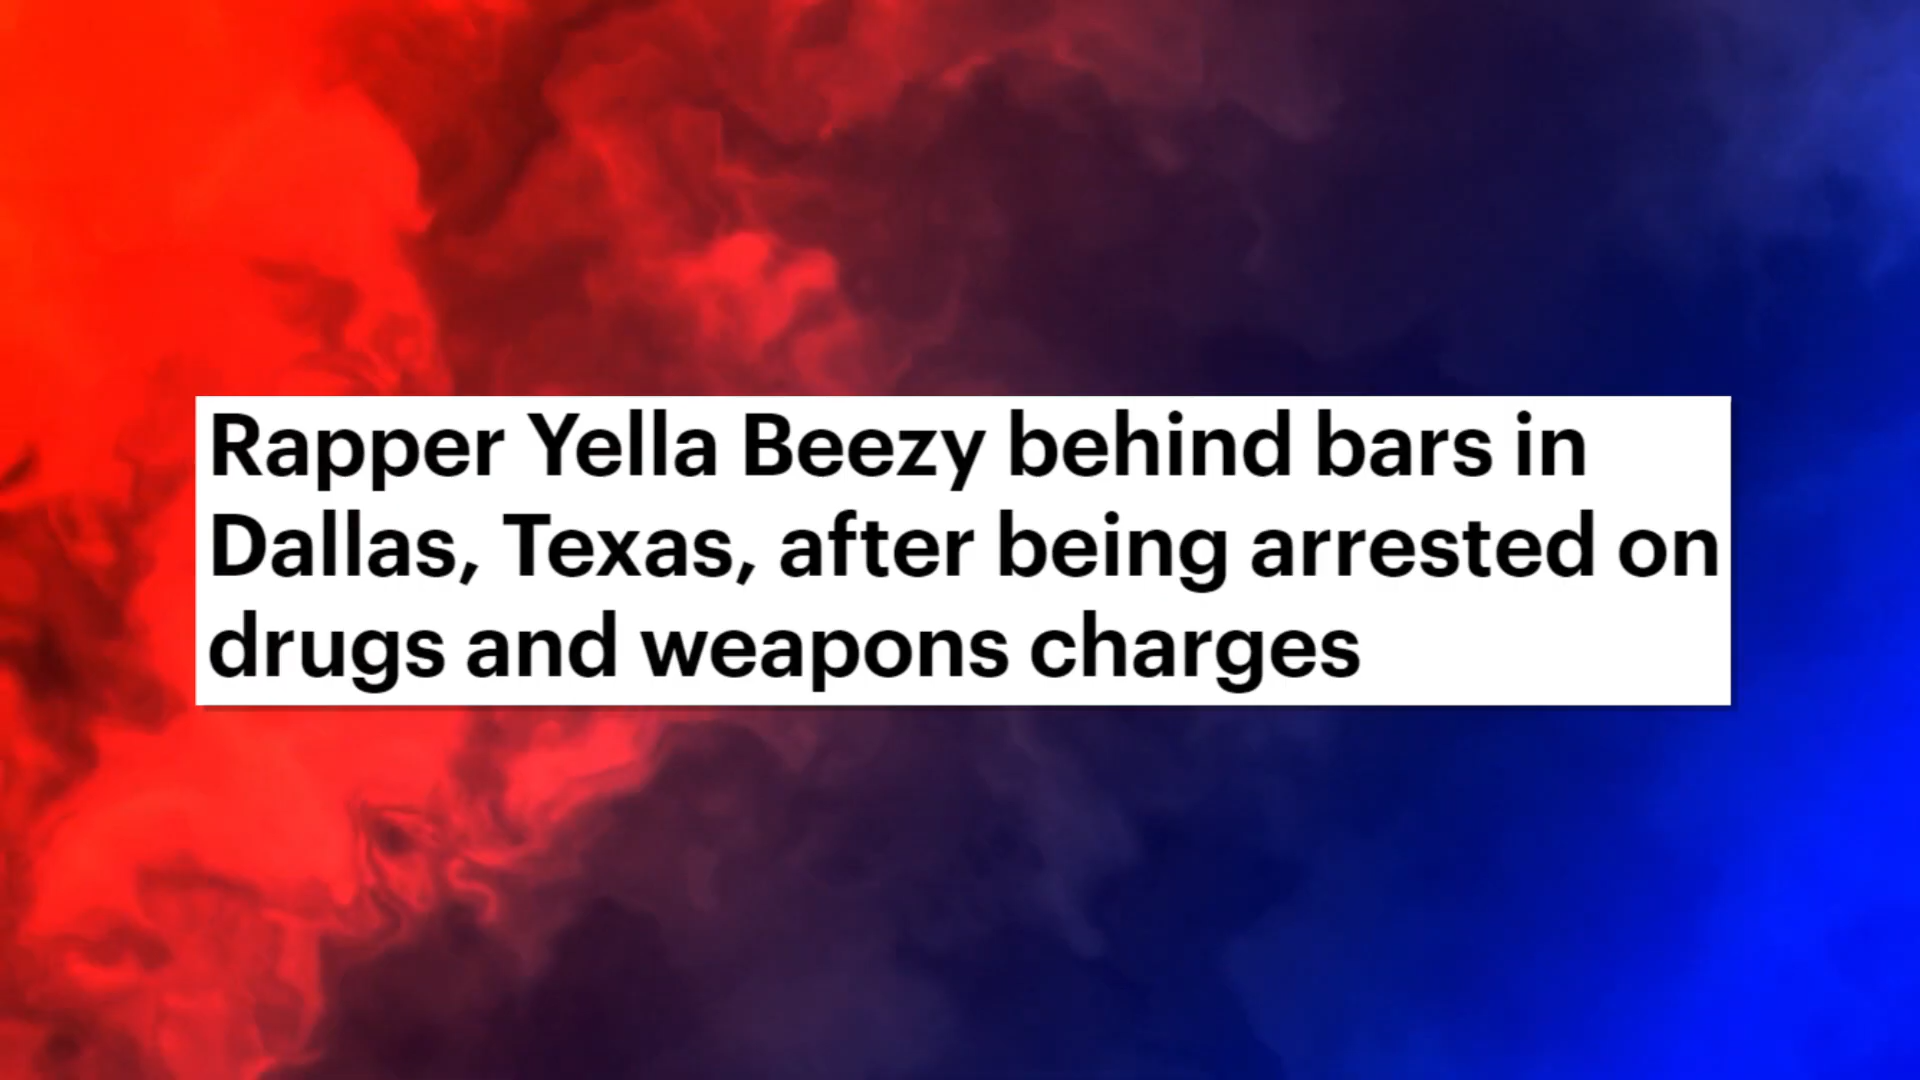 Rapper Yella Beezy behind bars in
Dallas, Texas, after being arrested on
drugs and weapons charges